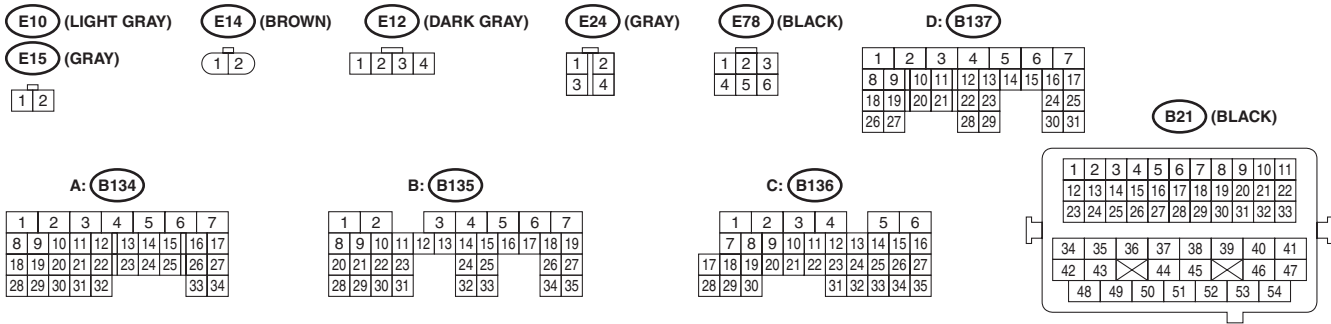 E10 (LIGHT GRAY) E14 (BROWN) E12 (DARK GRAY) E24 (GRAY) E78 (BLACK) D: B137
E15 (GRAY)
1 2
1 2
1 2 3 4
1 2
3 4
1 2 3
4 5 6
1 2 3 4 5 6 7
8 9 10 11 12 13 14 15 16 17
18 19 20 21 22 23 24 25
26 27 28 29 30 31
B21 (BLACK)
1 2 3 4 5 6 7 8 9 10 11
12 13 14 15 16 17 18 19 20 21 22
23 24 25 26 27 28 29 30 31 32 33
34 35 36 37 38 39 40 41
42 43 44 45 46 47
48 49 50 51 52 53 54
A: B134
1 2 3 4 5 6 7
8 9 10 11 12 13 14 15 16 17
18 19 20 21 22 23 24 25 26 27
28 29 30 31 32 33 34
B: B135
1 2 3 4 5 6 7
8 9 10 11 12 13 14 15 16 17 18 19
20 21 22 23 24 25 26 27
28 29 30 31 32 33 34 35
C: B136
1 2 3 4 5 6
7 8 9 10 11 12 13 14 15 16
17 18 19 20 21 22 23 24 25 26 27
28 29 30 31 32 33 34 35